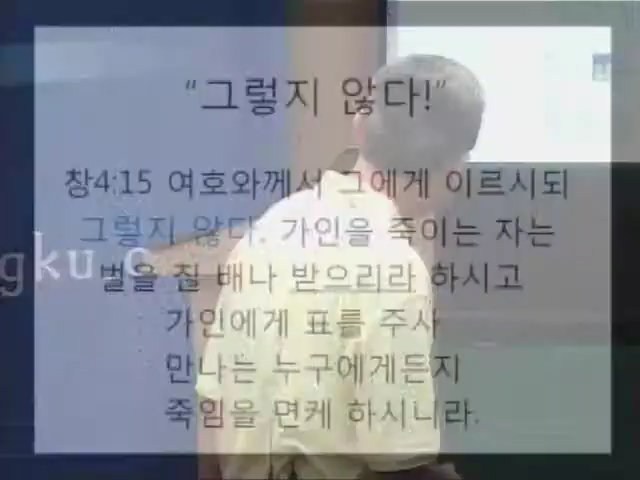 “그렇지 않다!”
창4:15 여호와께서 그에게 이르시되
그렇지 않다. 가인을 죽이는 자는
벌을 칠 배나 받으리라 하시고
gku.c
가인에게 표를 주사
만나는 누구에게든지
죽임을 면케 하시니라.